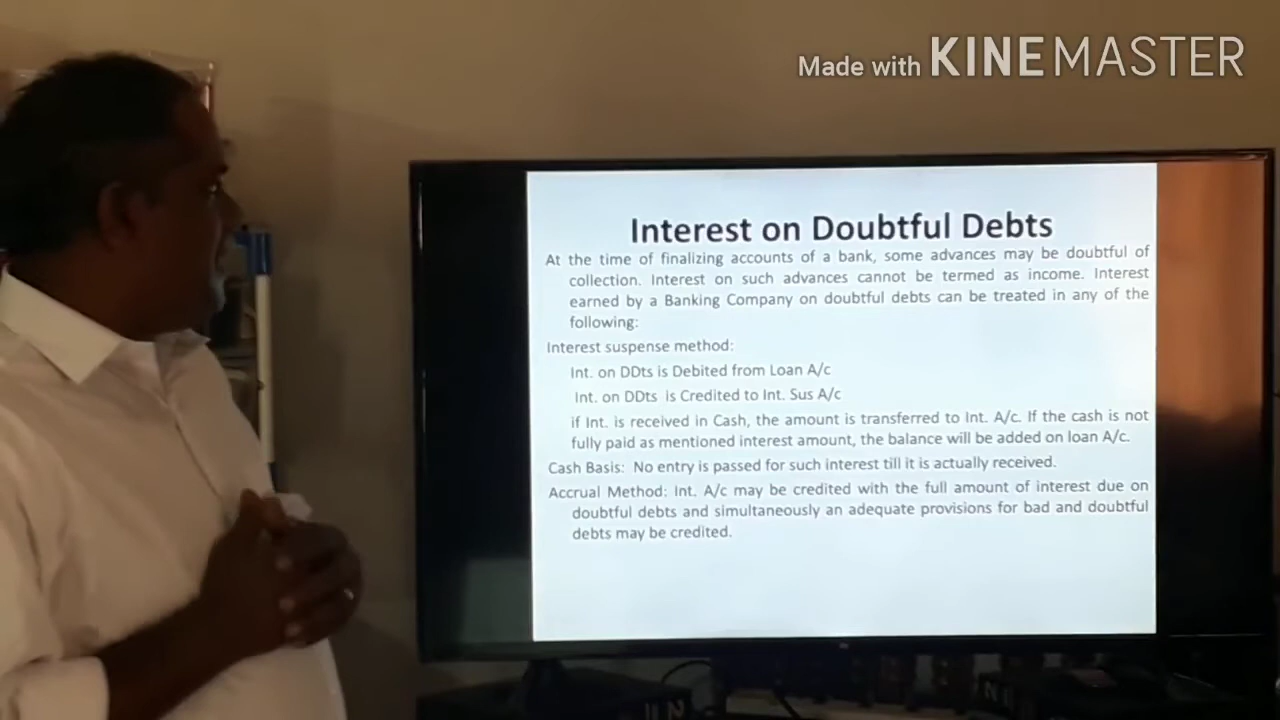 Made with KINEMASTER
Interest on Doubtful Debts
At the time of finalizing accounts of a bank, some advances may be doubtful of
collection. Interest on such advances cannot be termed as income. Interest
earned by a Banking Company on doubtful debts can be treated in any of the
following:
Interest suspense method:
Int. on DDts is Debited from Loan A/c
Int. on DDts is Credited to Int. Sus A/c
if Int. is received in Cash, the amount is transferred to Int. A/c. If the cash is not
fully paid as mentioned interest amount, the balance will be added on loan A/c.
Cash Basis: No entry is passed for such interest till it is actually received.
Accrual Method: Int. A/c may be credited with the full amount of interest due on
doubtful debts and simultaneously an adequate provisions for bad and doubtful
debts may be credited.